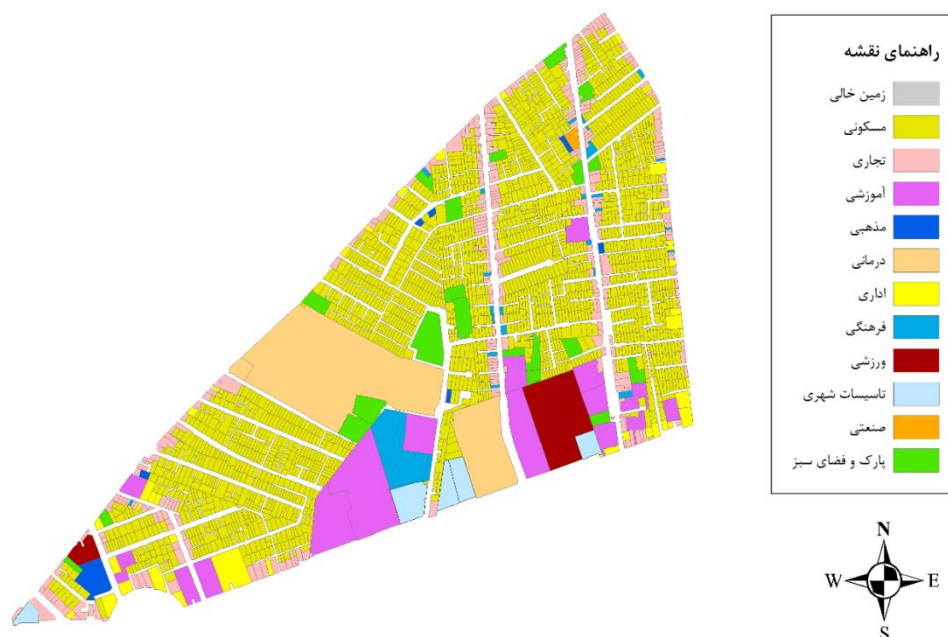 راهنمای نقشه
زمین خالی
مسکونی
تجاری
آموزشی
مذهبی
درمانی
اداری
فرهنگی
ورزشی
تاسیسات شهری
صنعتی
پارک و فضای سبز
N
W E
S